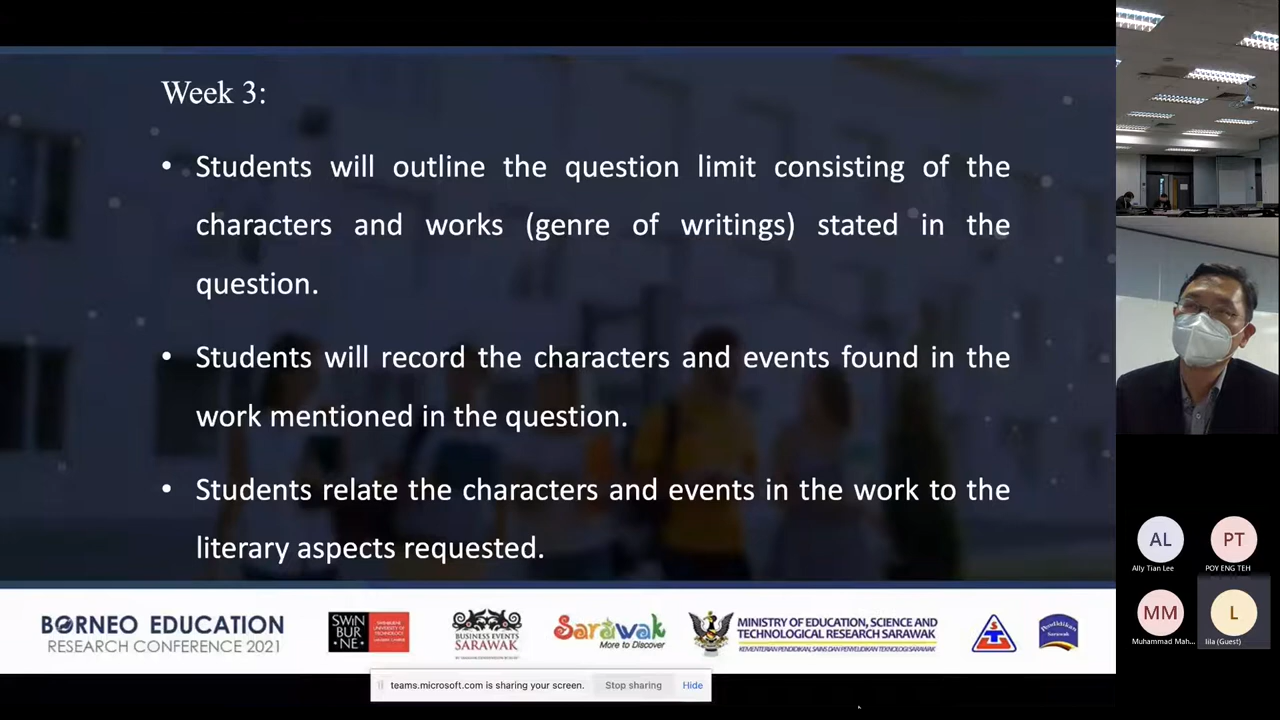 Week 3:
• Students will outline the question limit consisting of the
characters and works (genre of writings) stated in the
question.
• Students will record the characters and events found in the
work mentioned in the question.
• Students relate the characters and events in the work to the
literary aspects requested.
BORNEO EDUCATION
RESEARCH CONFERENCE 2021
SWIN
BUR
NE
SWINBURNE
UNIVERSITY OF
TECHNOLOGY
BUSINESS EVENTS
SARAWAK
Sarawak
More to Discover
MINISTRY OF EDUCATION, SCIENCE AND
TECHNOLOGICAL RESEARCH SARAWAK
KEMENTERIAN PENDIDIKAN, SAINS DAN PENYELIDIKAN TEKNOLOGI SARAWAK
Pendidikan
Sarawak
teams.microsoft.com is sharing your screen.
Stop sharing
Hide
AL
PT
Ally Tian Lee
POY ENG TEH
MM
L
Muhammad Mah...
lila (Guest)